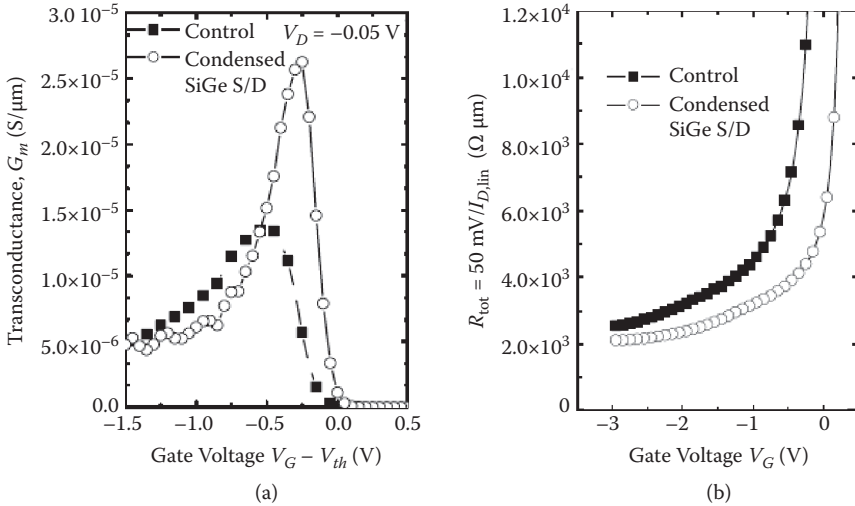 3.0 10⁻⁵
2.5×10⁻⁵
2.0×10⁻⁵
1.5×10⁻⁵
1.0×10⁻⁵
5.0×10⁻⁶
0.0
Transconductance, Gₘ (S/μm)
Control
Condensed
SiGe S/D
V_D = −0.05 V
−1.5 −1.0 −0.5 0.0 0.5
Gate Voltage V_G − V_th (V)
(a)
1.2×10⁴
1.0×10⁴
8.0×10³
6.0×10³
4.0×10³
2.0×10³
0
R_tot = 50 mV/I_D,lin (Ω μm)
Control
Condensed
SiGe S/D
−3 −2 −1 0
Gate Voltage V_G (V)
(b)